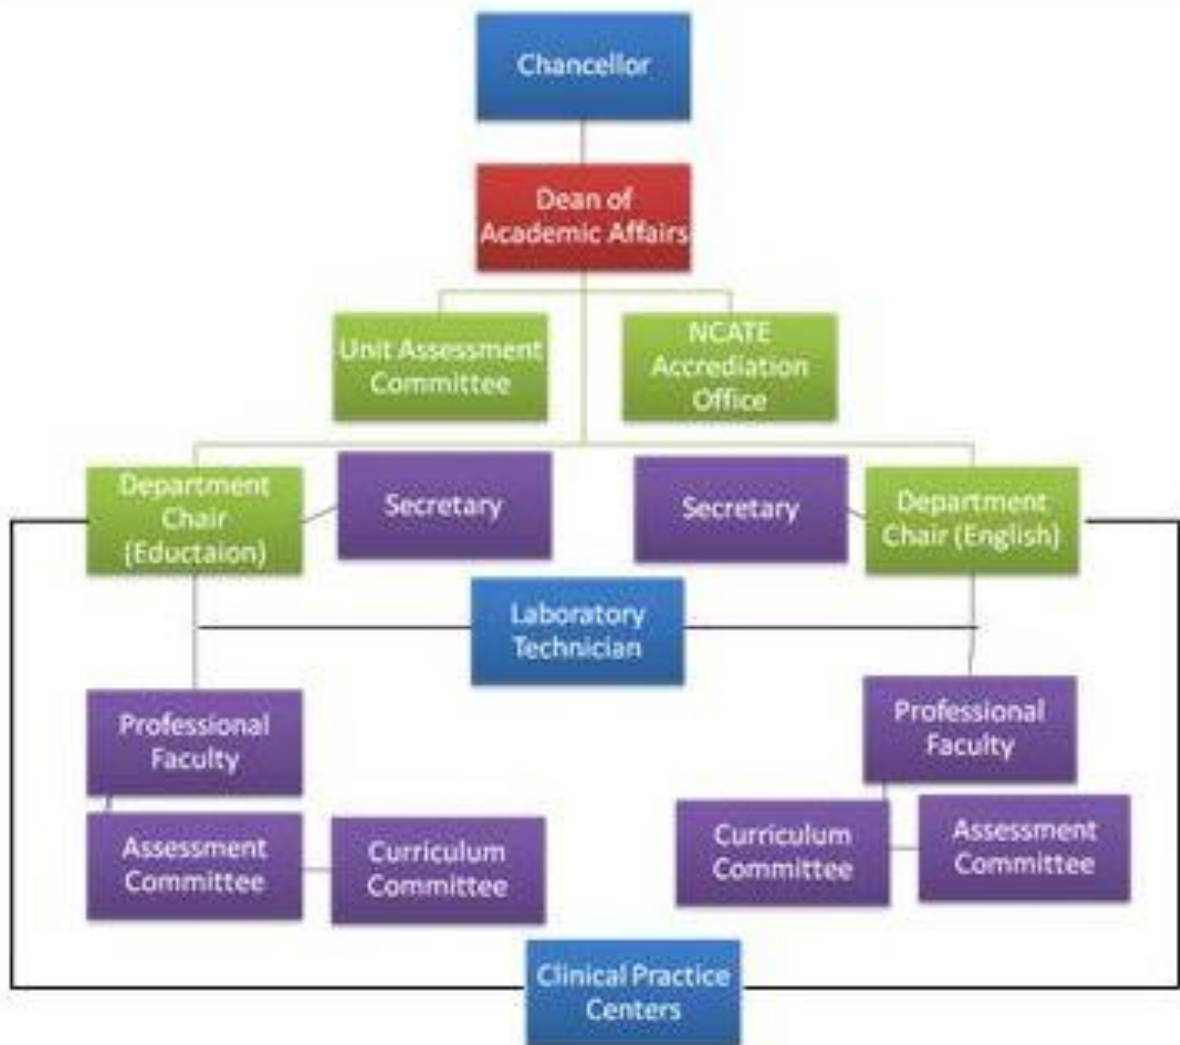 Chancellor
Dean of
Academic Affairs
Unit Assessment
Committee
NCATE
Accrediation
Office
Department
Chair
(Eductaion)
Secretary
Secretary
Department
Chair (English)
Laboratory
Technician
Professional
Faculty
Professional
Faculty
Assessment
Committee
Curriculum
Committee
Curriculum
Committee
Assessment
Committee
Clinical Practice
Centers